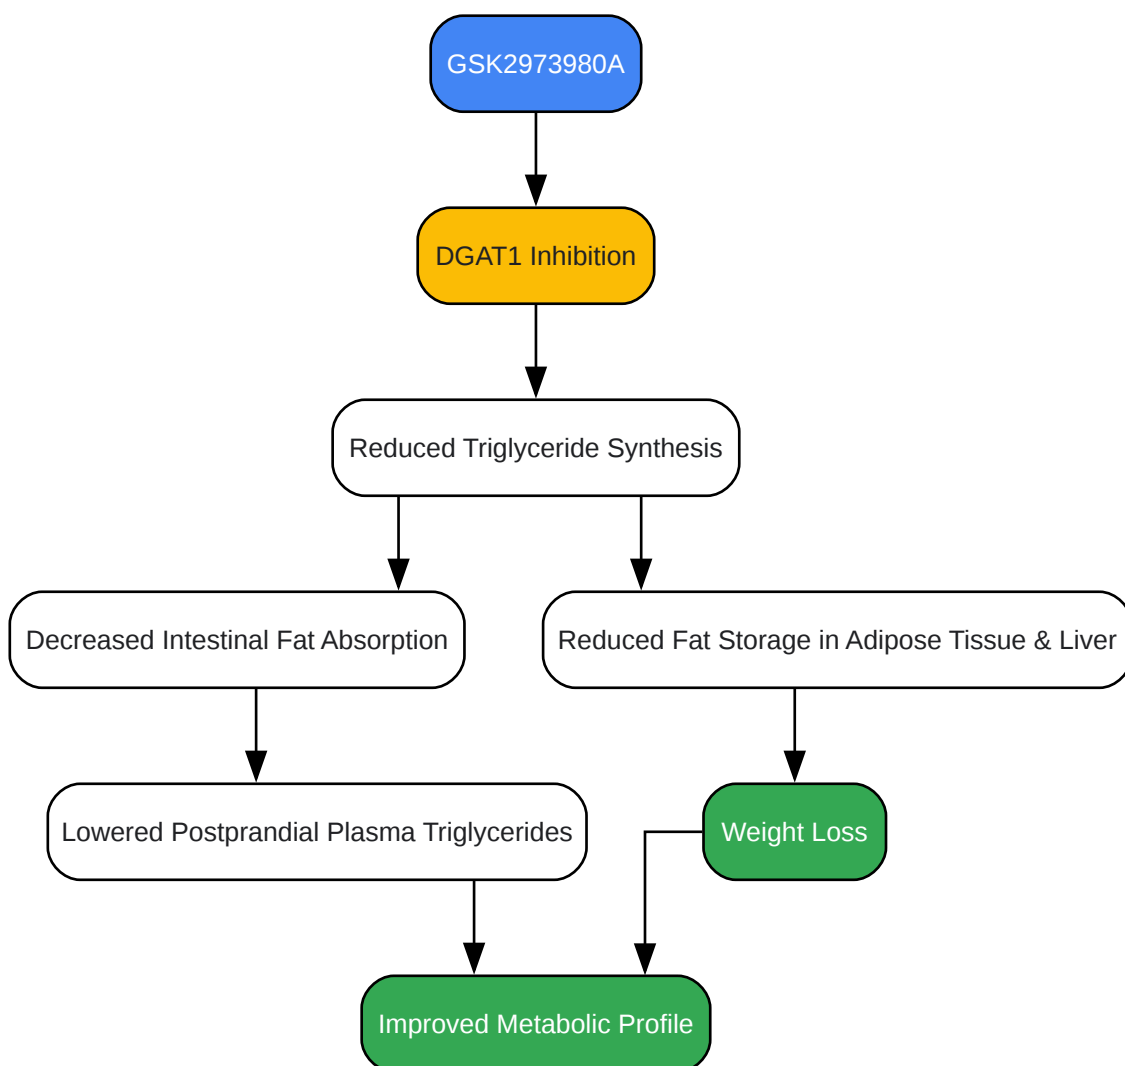 GSK2973980A
DGAT1 Inhibition
Reduced Triglyceride Synthesis
Decreased Intestinal Fat Absorption
Reduced Fat Storage in Adipose Tissue & Liver
Lowered Postprandial Plasma Triglycerides
Weight Loss
Improved Metabolic Profile